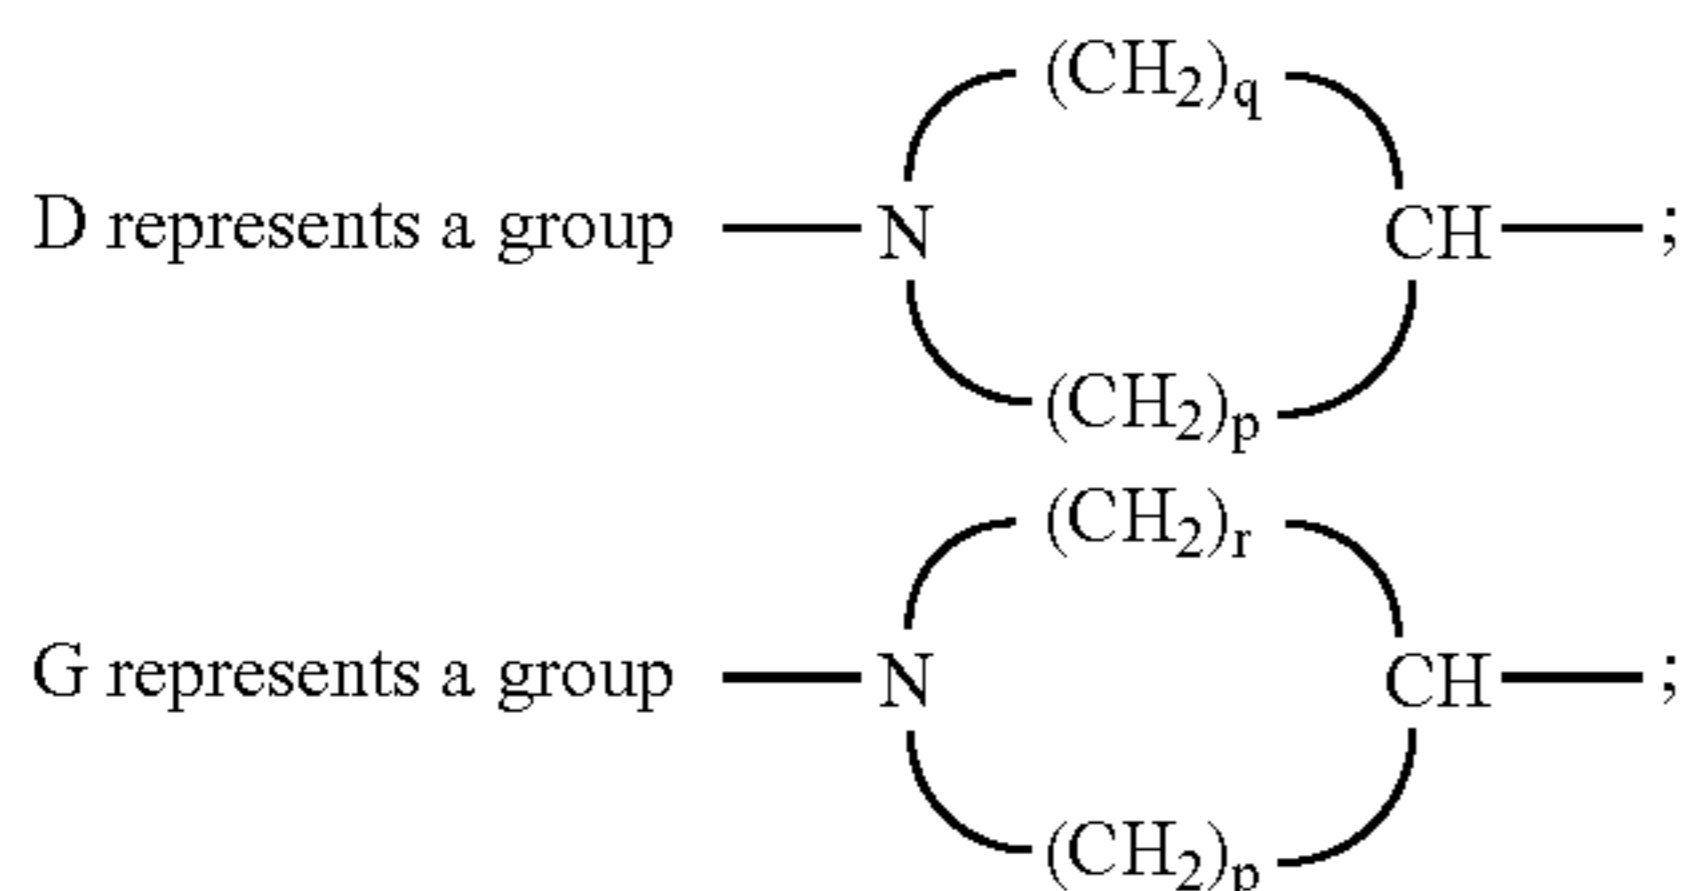 (CH₂)q
D represents a group —N CH— ;
(CH₂)p
(CH₂)r
G represents a group —N CH— ;
(CH₂)p